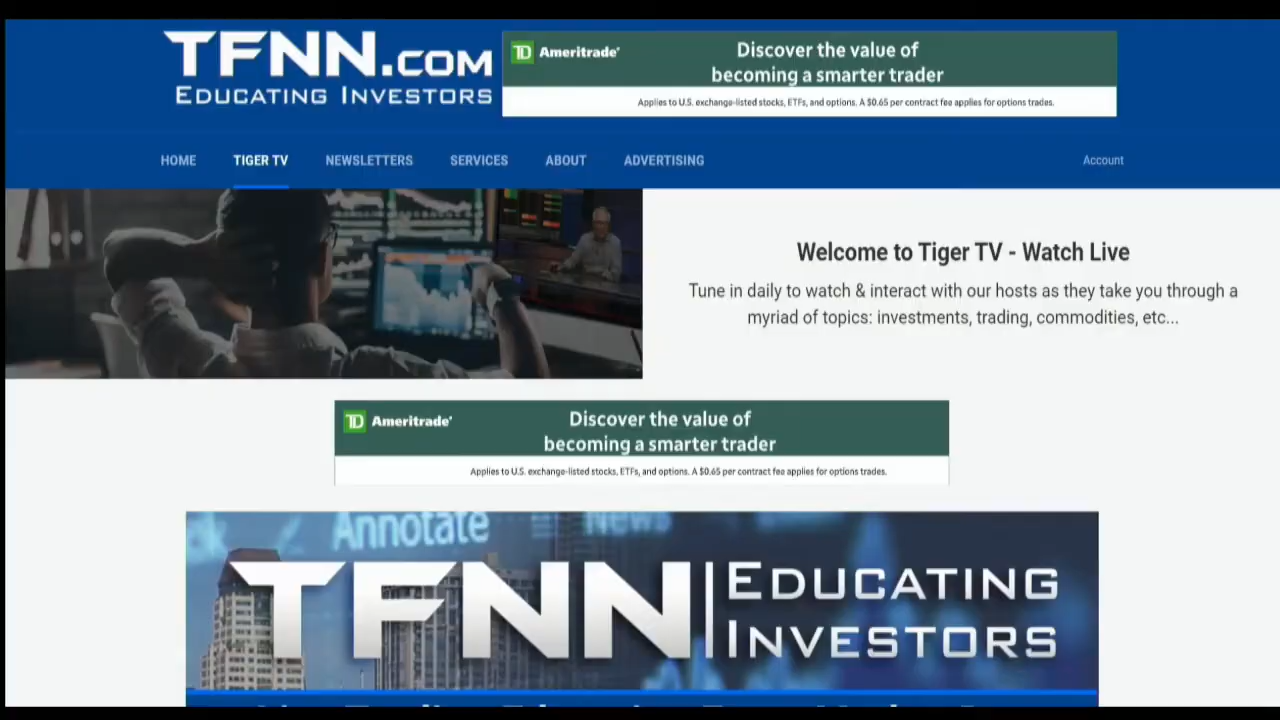 TFNN.COM
EDUCATING INVESTORS
TD Ameritrade
Discover the value of
becoming a smarter trader
Applies to U.S. exchange-listed stocks, ETFs, and options. A $0.65 per contract fee applies for options trades.
HOME TIGER TV NEWSLETTERS SERVICES ABOUT ADVERTISING Account
Welcome to Tiger TV - Watch Live
Tune in daily to watch & interact with our hosts as they take you through a
myriad of topics: investments, trading, commodities, etc...
TD Ameritrade
Discover the value of
becoming a smarter trader
Applies to U.S. exchange-listed stocks, ETFs, and options. A $0.65 per contract fee applies for options trades.
Annotate News
TFNN EDUCATING
INVESTORS